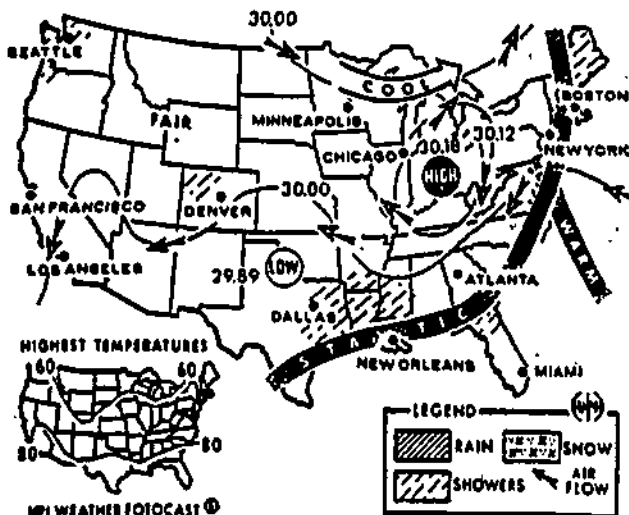 30.00
SEATTLE
COOL
BOSTON
MINNEAPOLIS
FAIR
30.18
30.12
CHICAGO
NEW YORK
HIGH
30.00
SAN FRANCISCO
DENVER
WARM
LOS ANGELES
29.89
LOW
ATLANTA
DALLAS
STATIC
HIGHEST TEMPERATURES
NEW ORLEANS
60
60
MIAMI
LEGEND
RAIN
SNOW
80
80
SHOWERS
AIR
FLOW
UPI WEATHER FOTOCAST